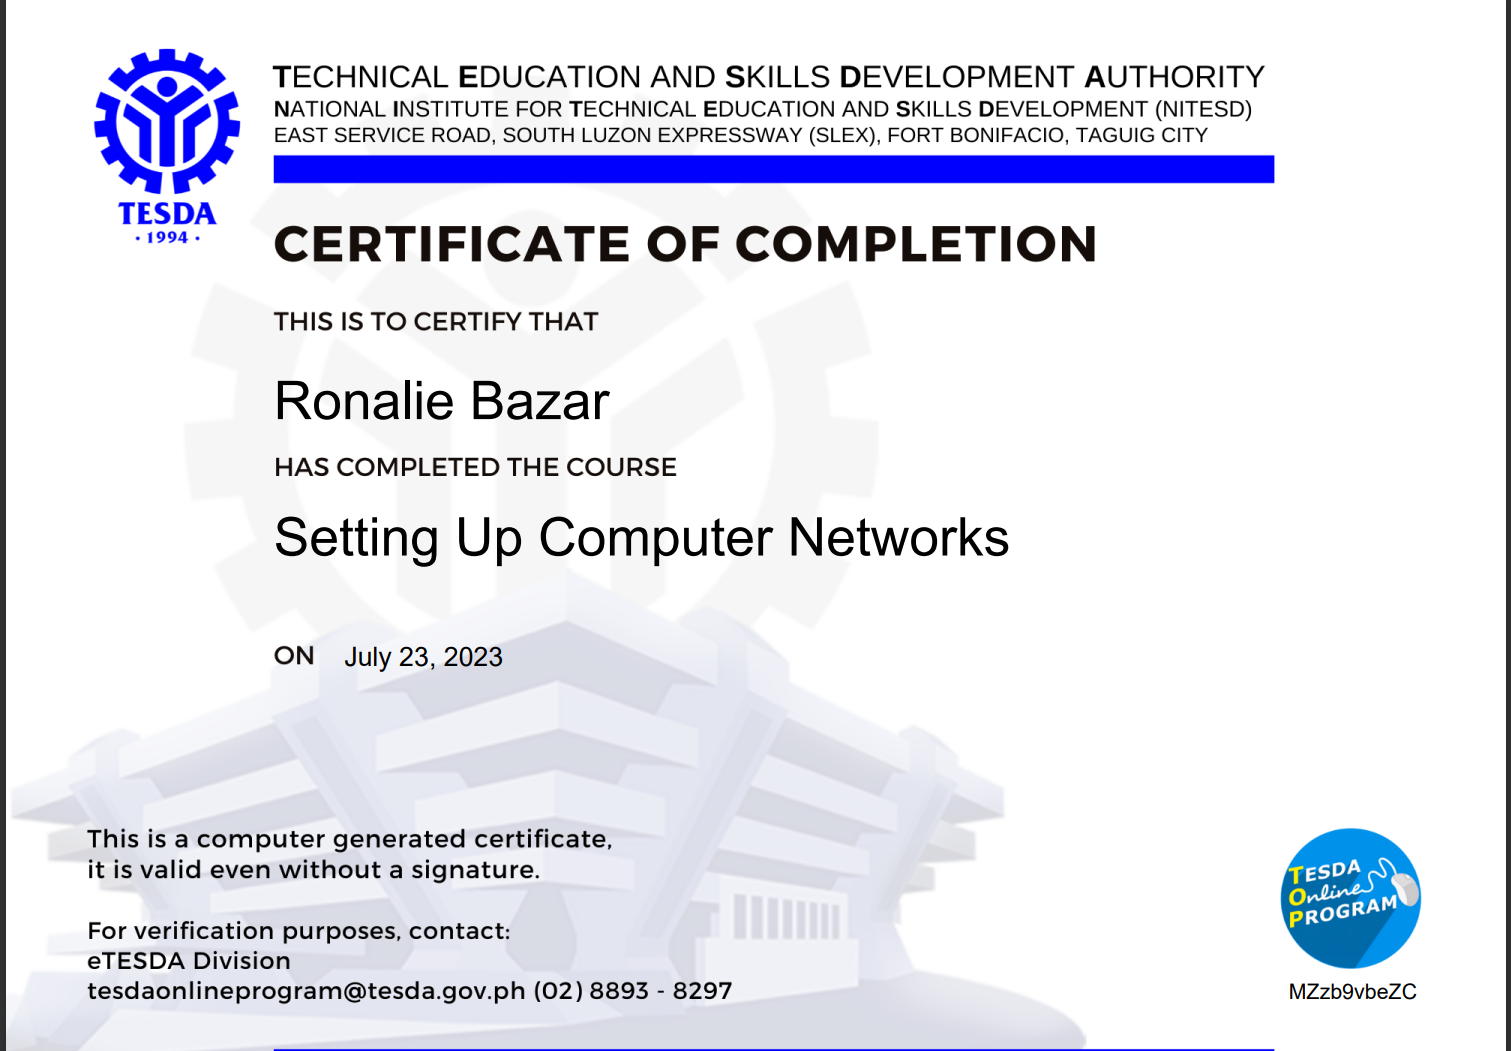 TECHNICAL EDUCATION AND SKILLS DEVELOPMENT AUTHORITY
NATIONAL INSTITUTE FOR TECHNICAL EDUCATION AND SKILLS DEVELOPMENT (NITESD)
EAST SERVICE ROAD, SOUTH LUZON EXPRESSWAY (SLEX), FORT BONIFACIO, TAGUIG CITY
TESDA
· 1994 ·
CERTIFICATE OF COMPLETION
THIS IS TO CERTIFY THAT
Ronalie Bazar
HAS COMPLETED THE COURSE
Setting Up Computer Networks
ON July 23, 2023
This is a computer generated certificate,
it is valid even without a signature.
For verification purposes, contact:
eTESDA Division
tesdaonlineprogram@tesda.gov.ph (02) 8893 - 8297
TESDA
Online
PROGRAM
MZzb9vbeZC